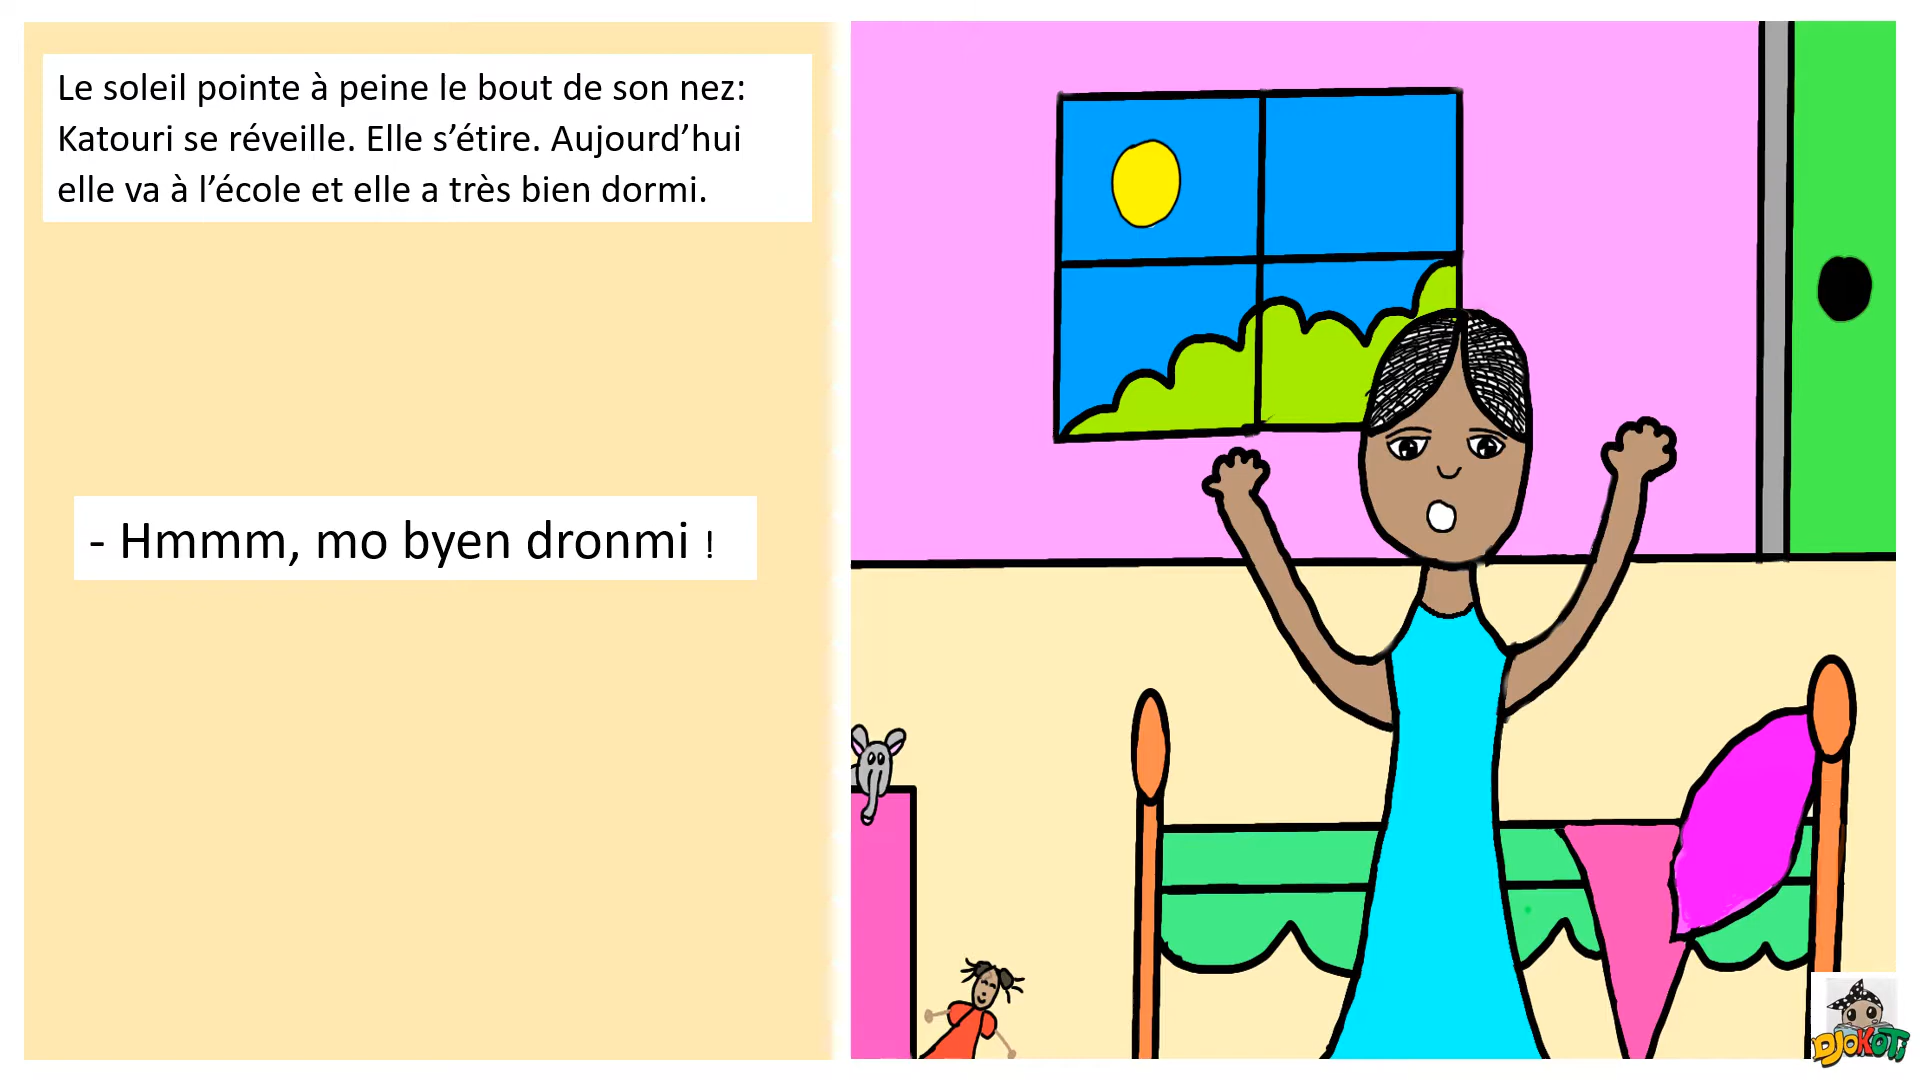 Le soleil pointe à peine le bout de son nez:
Katouri se réveille. Elle s’étire. Aujourd’hui
elle va à l’école et elle a très bien dormi.
- Hmmm, mo byen dronmi !
DJOKOTi